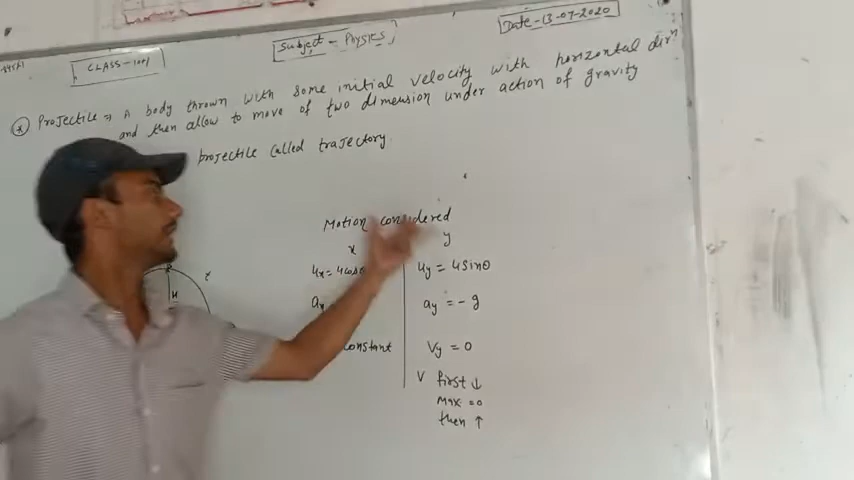 CLASS-10th
Subject - Physics
Date-13-07-2020
Projectile ⇒ A body thrown with some initial velocity with horizontal dirⁿ
and then allow to move of two dimension under action of gravity
projectile called trajectory.
Motion considered
x y
ux = ucosθ uy = usinθ
ax ay = -g
constant Vy = 0
V first ↓
Max = 0
then ↑
H